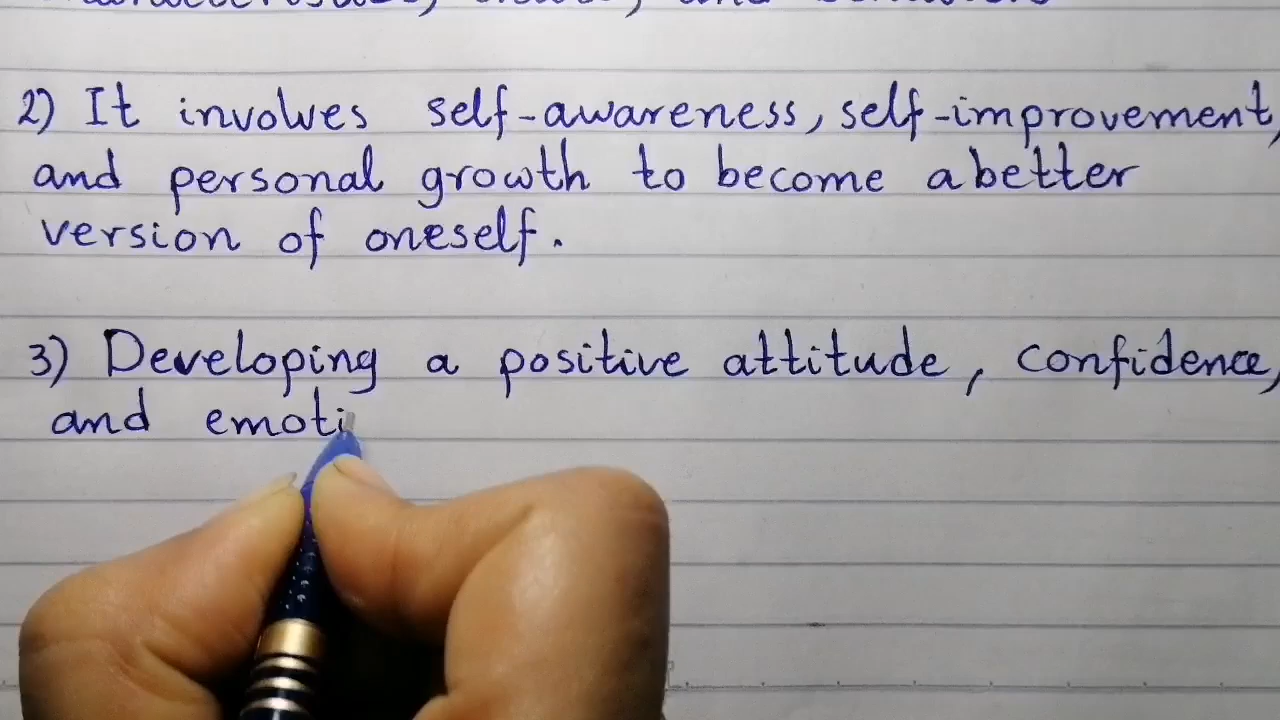 2) It involves self-awareness, self-improvement,
and personal growth to become a better
version of oneself.
3) Developing a positive attitude, confidence,
and emoti